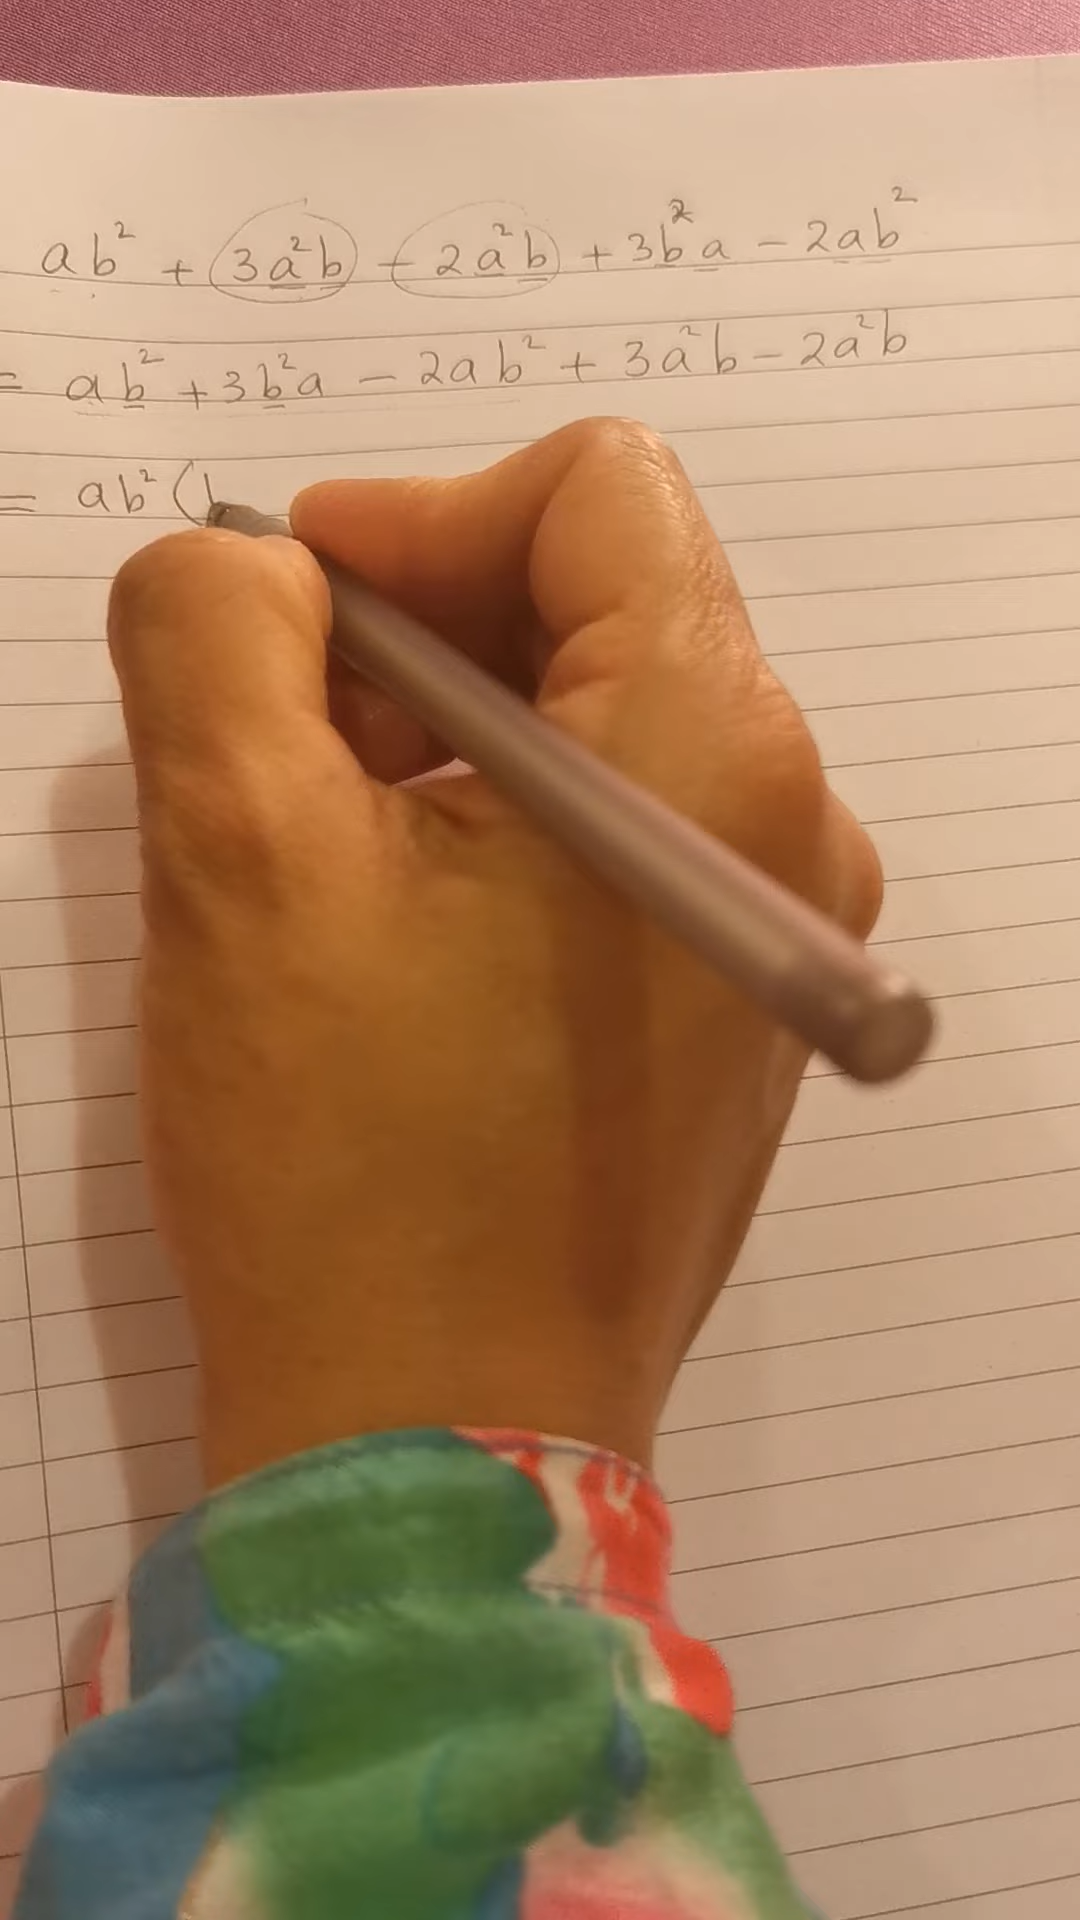 ab² + 3a²b - 2a²b + 3b²a - 2ab²
= ab² + 3b²a - 2ab² + 3a²b - 2a²b
= ab² (1